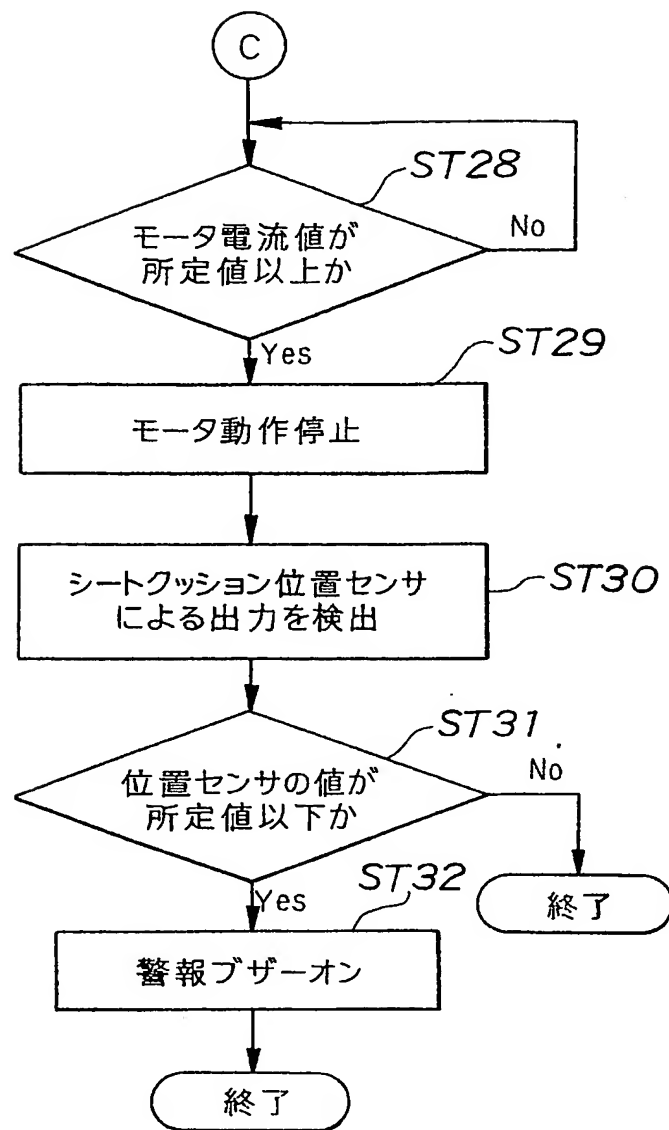 C
ST28
モータ電流値が
所定値以上か
No
Yes
ST29
モータ動作停止
シートクッション位置センサ
による出力を検出
ST30
ST31
位置センサの値が
所定値以下か
No
Yes
ST32
終了
警報ブザーオン
終了